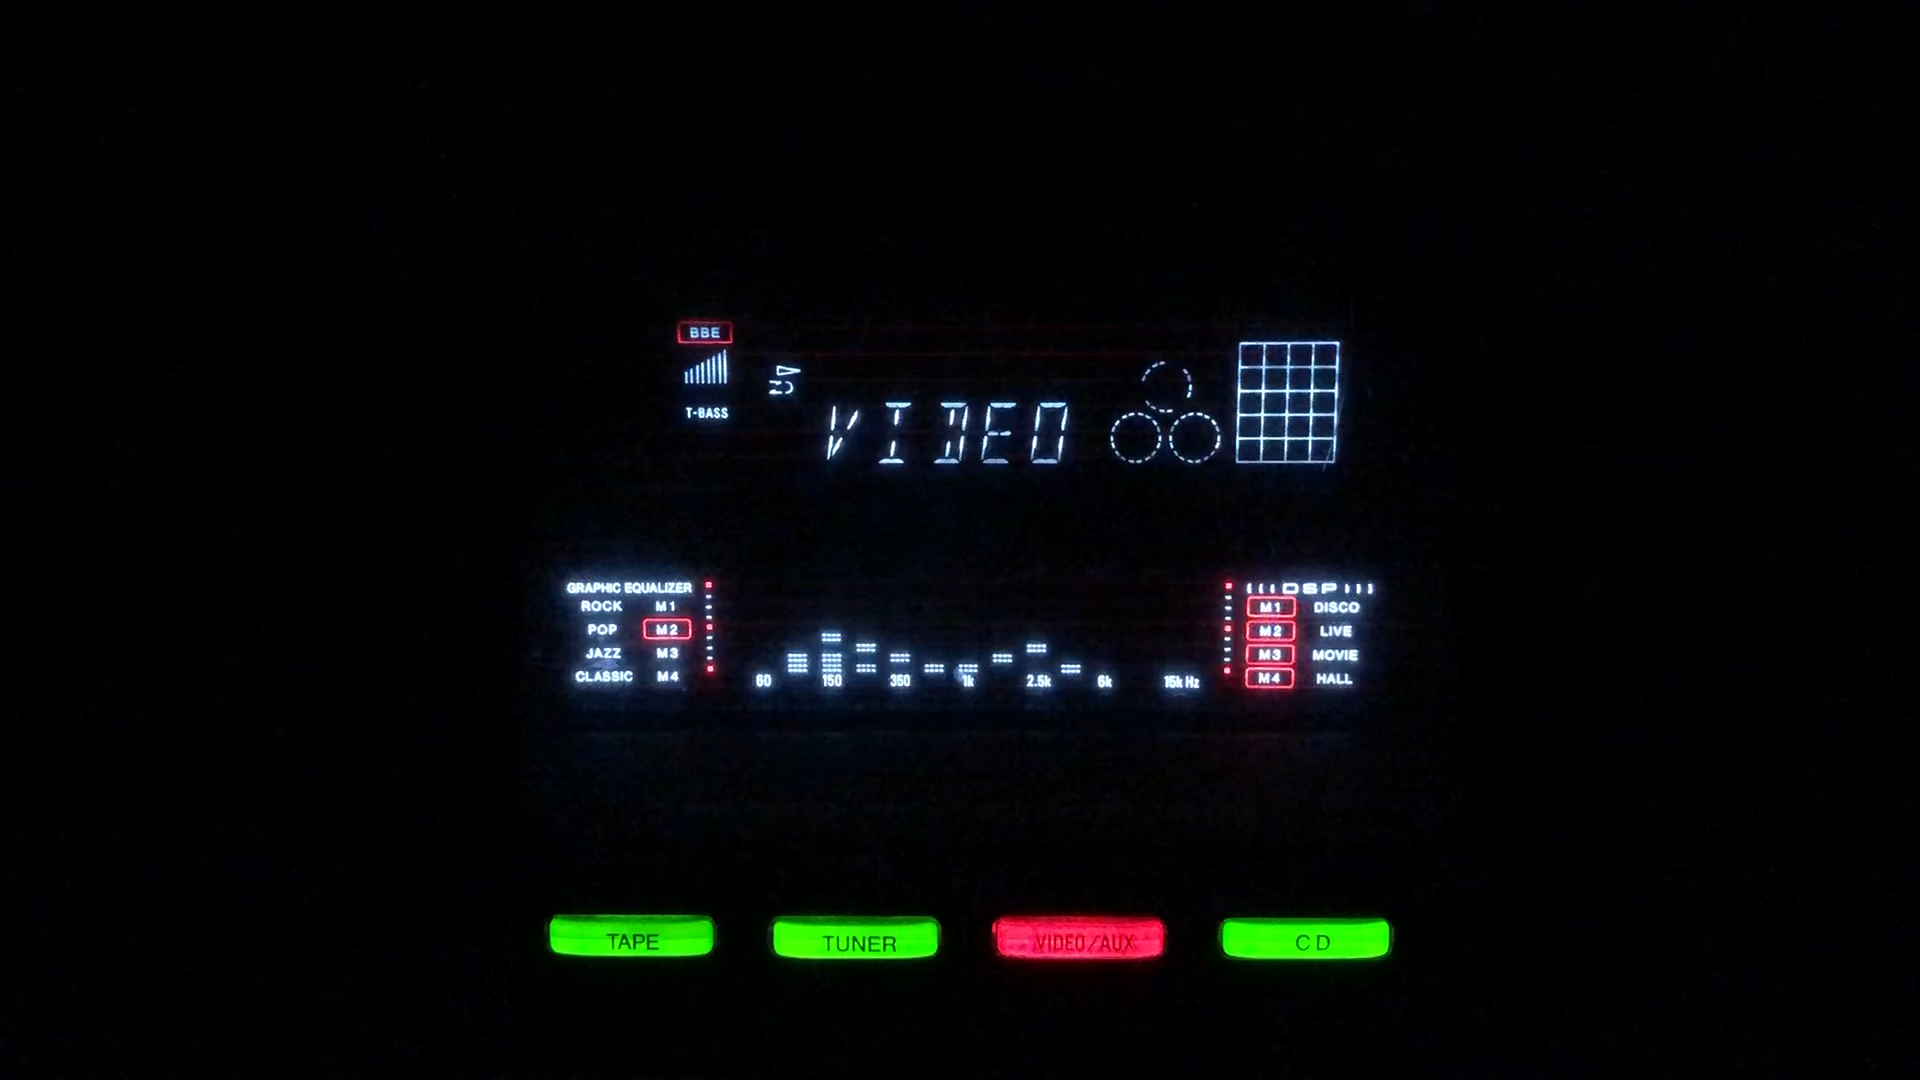 BBE
T-BASS
VIDEO
GRAPHIC EQUALIZER
ROCK M1
POP M2
JAZZ M3
CLASSIC M4
60 150 350 1k 2.5k 6k 15k Hz
DSP
M1 DISCO
M2 LIVE
M3 MOVIE
M4 HALL
TAPE TUNER VIDEO/AUX CD